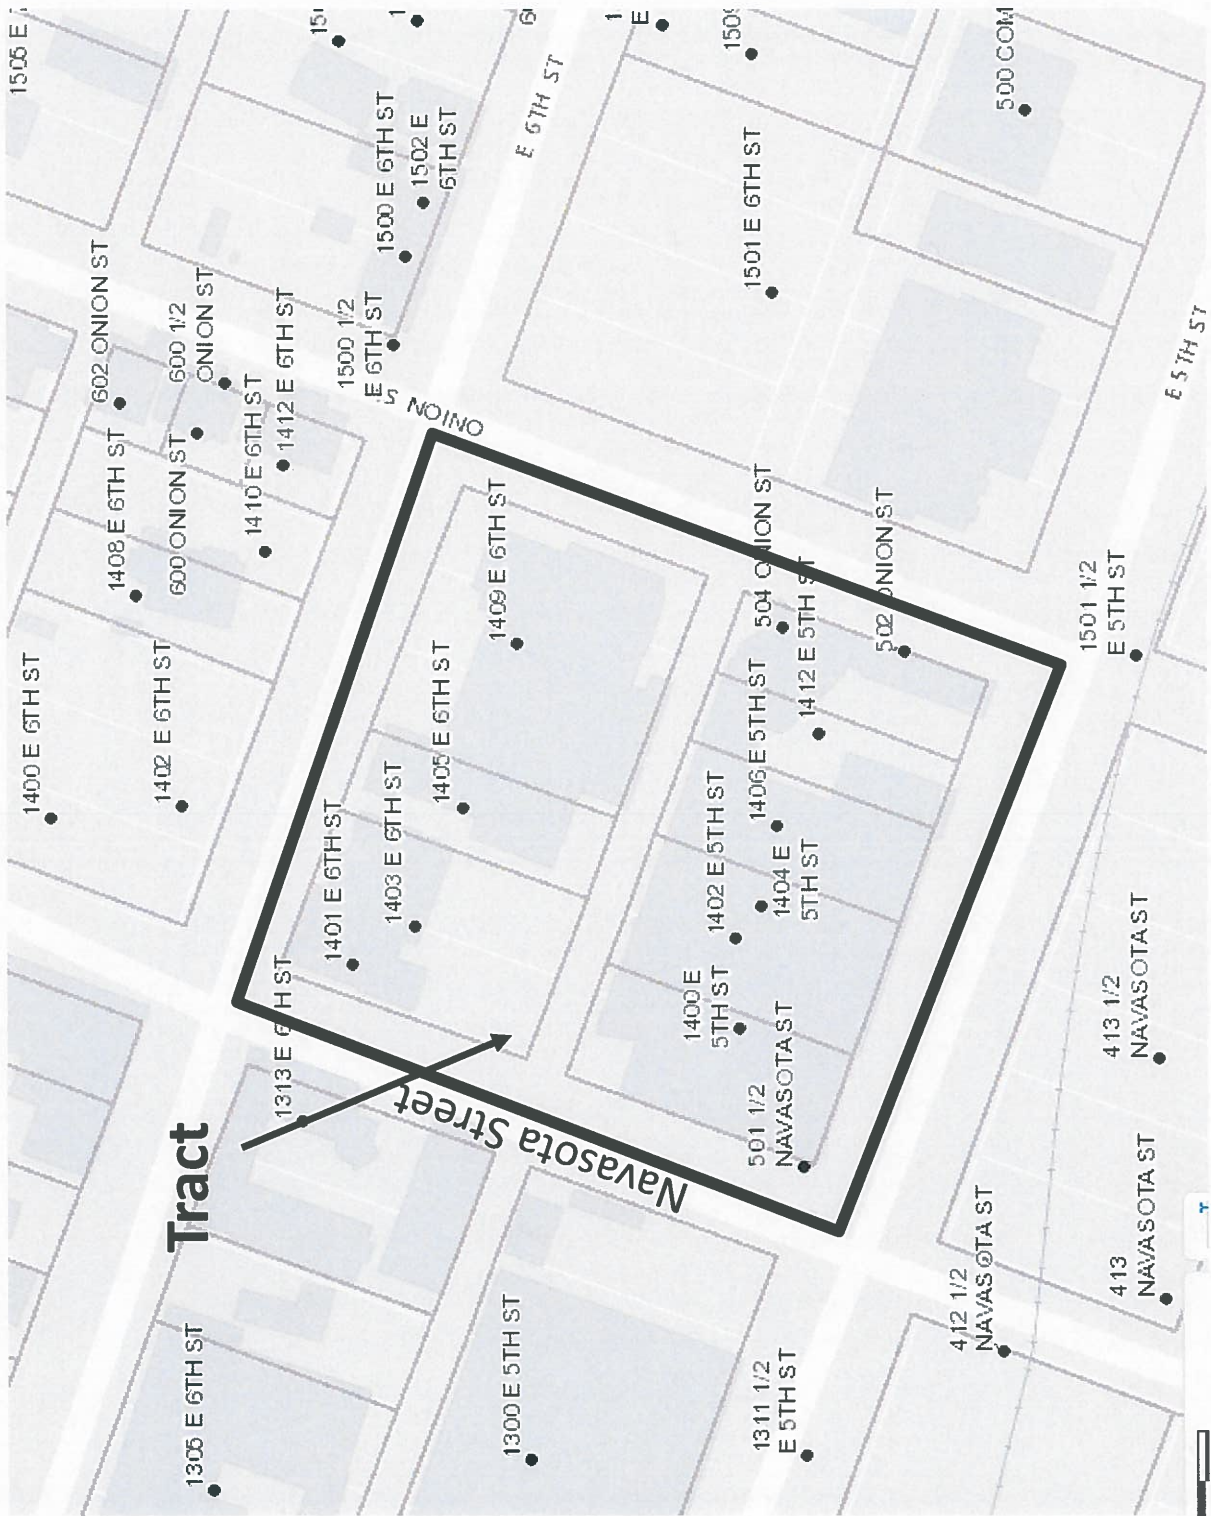 1505 E
1400 E 6TH ST
1402 E 6TH ST
1408 E 6TH ST
602 ONION ST
600 1/2
ONION ST
600 ONION ST
1410 E 6TH ST
1412 E 6TH ST
1500 1/2
E 6TH ST
1500 E 6TH ST
1502 E
6TH ST
E 6TH ST
ONION S
1305 E 6TH ST
Tract
1313 E 6TH ST
1401 E 6TH ST
1403 E 6TH ST
1405 E 6TH ST
1409 E 6TH ST
1501 E 6TH ST
500 COM
Navasota Street
1300 E 5TH ST
1400 E
5TH ST
1402 E 5TH ST
1404 E
5TH ST
1406 E 5TH ST
1412 E 5TH ST
504 ONION ST
502 ONION ST
501 1/2
NAVASOTA ST
1311 1/2
E 5TH ST
1501 1/2
E 5TH ST
E 5TH ST
412 1/2
NAVASOTA ST
413 1/2
NAVASOTA ST
413
NAVASOTA ST